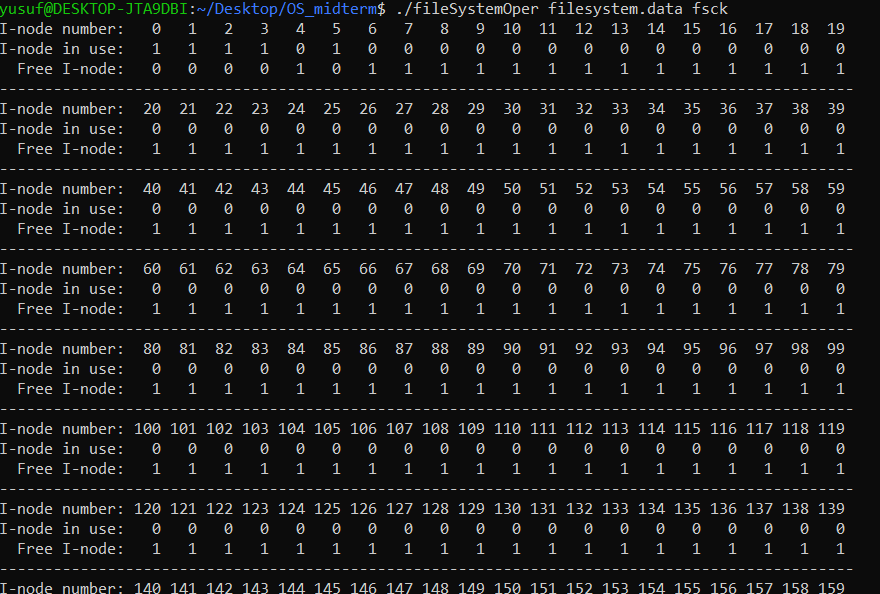 yusuf@DESKTOP-JTA9DBI:~/Desktop/OS_midterm$ ./fileSystemOper filesystem.data fsck
I-node number:   0   1   2   3   4   5   6   7   8   9  10  11  12  13  14  15  16  17  18  19
I-node in use:   1   1   1   1   0   1   0   0   0   0   0   0   0   0   0   0   0   0   0   0
  Free I-node:   0   0   0   0   1   0   1   1   1   1   1   1   1   1   1   1   1   1   1   1
-----------------------------------------------------------------------------------------------
I-node number:  20  21  22  23  24  25  26  27  28  29  30  31  32  33  34  35  36  37  38  39
I-node in use:   0   0   0   0   0   0   0   0   0   0   0   0   0   0   0   0   0   0   0   0
  Free I-node:   1   1   1   1   1   1   1   1   1   1   1   1   1   1   1   1   1   1   1   1
-----------------------------------------------------------------------------------------------
I-node number:  40  41  42  43  44  45  46  47  48  49  50  51  52  53  54  55  56  57  58  59
I-node in use:   0   0   0   0   0   0   0   0   0   0   0   0   0   0   0   0   0   0   0   0
  Free I-node:   1   1   1   1   1   1   1   1   1   1   1   1   1   1   1   1   1   1   1   1
-----------------------------------------------------------------------------------------------
I-node number:  60  61  62  63  64  65  66  67  68  69  70  71  72  73  74  75  76  77  78  79
I-node in use:   0   0   0   0   0   0   0   0   0   0   0   0   0   0   0   0   0   0   0   0
  Free I-node:   1   1   1   1   1   1   1   1   1   1   1   1   1   1   1   1   1   1   1   1
-----------------------------------------------------------------------------------------------
I-node number:  80  81  82  83  84  85  86  87  88  89  90  91  92  93  94  95  96  97  98  99
I-node in use:   0   0   0   0   0   0   0   0   0   0   0   0   0   0   0   0   0   0   0   0
  Free I-node:   1   1   1   1   1   1   1   1   1   1   1   1   1   1   1   1   1   1   1   1
-----------------------------------------------------------------------------------------------
I-node number: 100 101 102 103 104 105 106 107 108 109 110 111 112 113 114 115 116 117 118 119
I-node in use:   0   0   0   0   0   0   0   0   0   0   0   0   0   0   0   0   0   0   0   0
  Free I-node:   1   1   1   1   1   1   1   1   1   1   1   1   1   1   1   1   1   1   1   1
-----------------------------------------------------------------------------------------------
I-node number: 120 121 122 123 124 125 126 127 128 129 130 131 132 133 134 135 136 137 138 139
I-node in use:   0   0   0   0   0   0   0   0   0   0   0   0   0   0   0   0   0   0   0   0
  Free I-node:   1   1   1   1   1   1   1   1   1   1   1   1   1   1   1   1   1   1   1   1
-----------------------------------------------------------------------------------------------
I-node number: 140 141 142 143 144 145 146 147 148 149 150 151 152 153 154 155 156 157 158 159